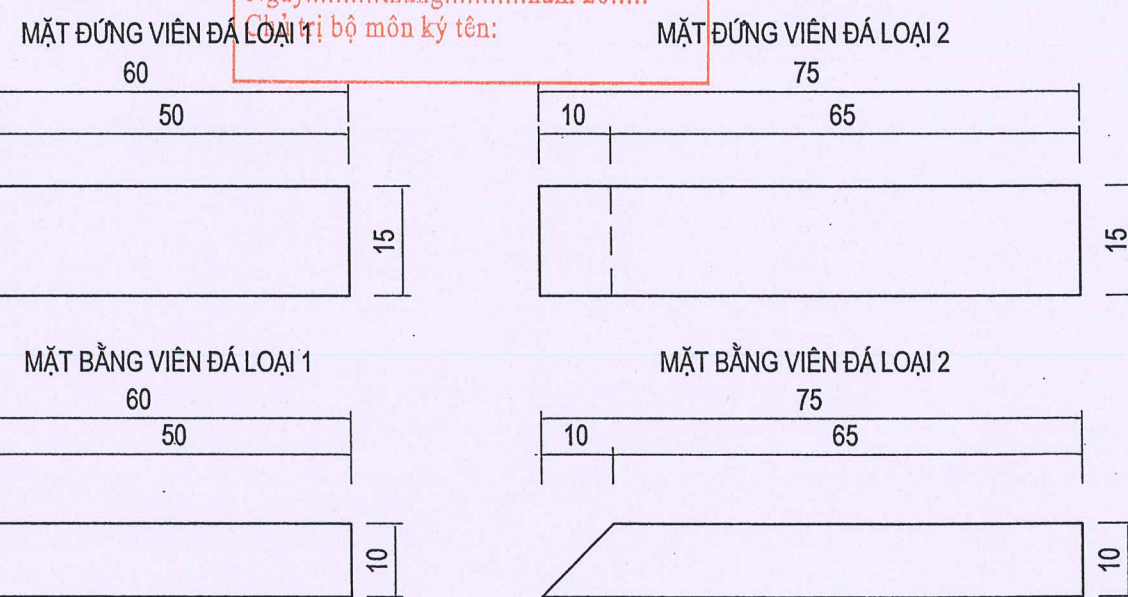 MẶT ĐỨNG VIÊN ĐÁ LOẠI 1
trị bộ môn ký tên:
MẶT ĐỨNG VIÊN ĐÁ LOẠI 2
60
75
50
10
65
15
15
MẶT BẰNG VIÊN ĐÁ LOẠI 1
MẶT BẰNG VIÊN ĐÁ LOẠI 2
60
75
50
10
65
10
10